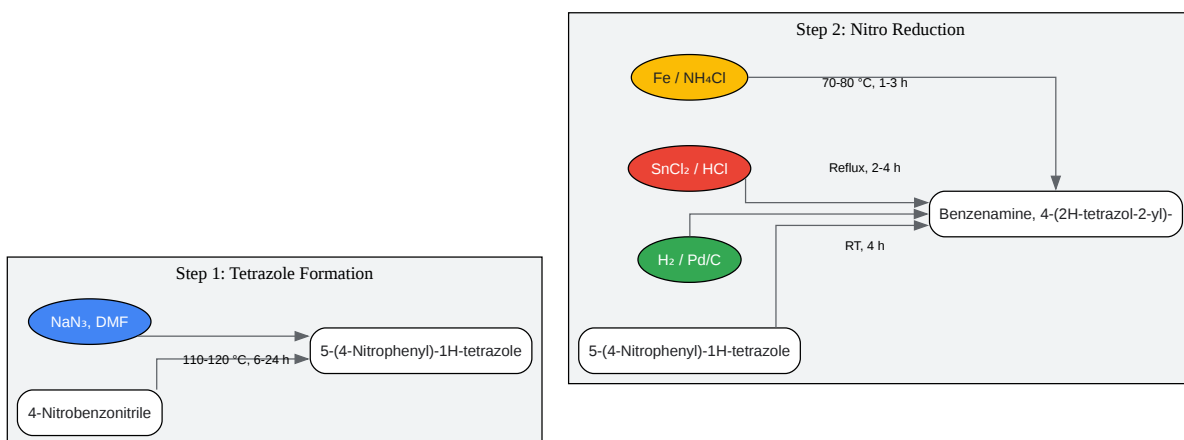 Step 2: Nitro Reduction
Fe / NH₄Cl
70-80 °C, 1-3 h
SnCl₂ / HCl
Reflux, 2-4 h
Benzenamine, 4-(2H-tetrazol-2-yl)-
H₂ / Pd/C
RT, 4 h
5-(4-Nitrophenyl)-1H-tetrazole
Step 1: Tetrazole Formation
NaN₃, DMF
5-(4-Nitrophenyl)-1H-tetrazole
110-120 °C, 6-24 h
4-Nitrobenzonitrile